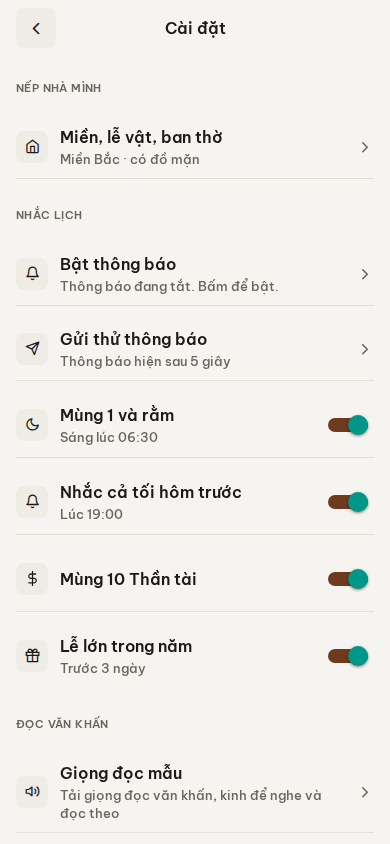 Cài đặt
NẾP NHÀ MÌNH
Miền, lễ vật, ban thờ
Miền Bắc · có đồ mặn
NHẮC LỊCH
Bật thông báo
Thông báo đang tắt. Bấm để bật.
Gửi thử thông báo
Thông báo hiện sau 5 giây
Mùng 1 và rằm
Sáng lúc 06:30
Nhắc cả tối hôm trước
Lúc 19:00
Mùng 10 Thần tài
Lễ lớn trong năm
Trước 3 ngày
ĐỌC VĂN KHẤN
Giọng đọc mẫu
Tải giọng đọc văn khấn, kinh để nghe và
đọc theo